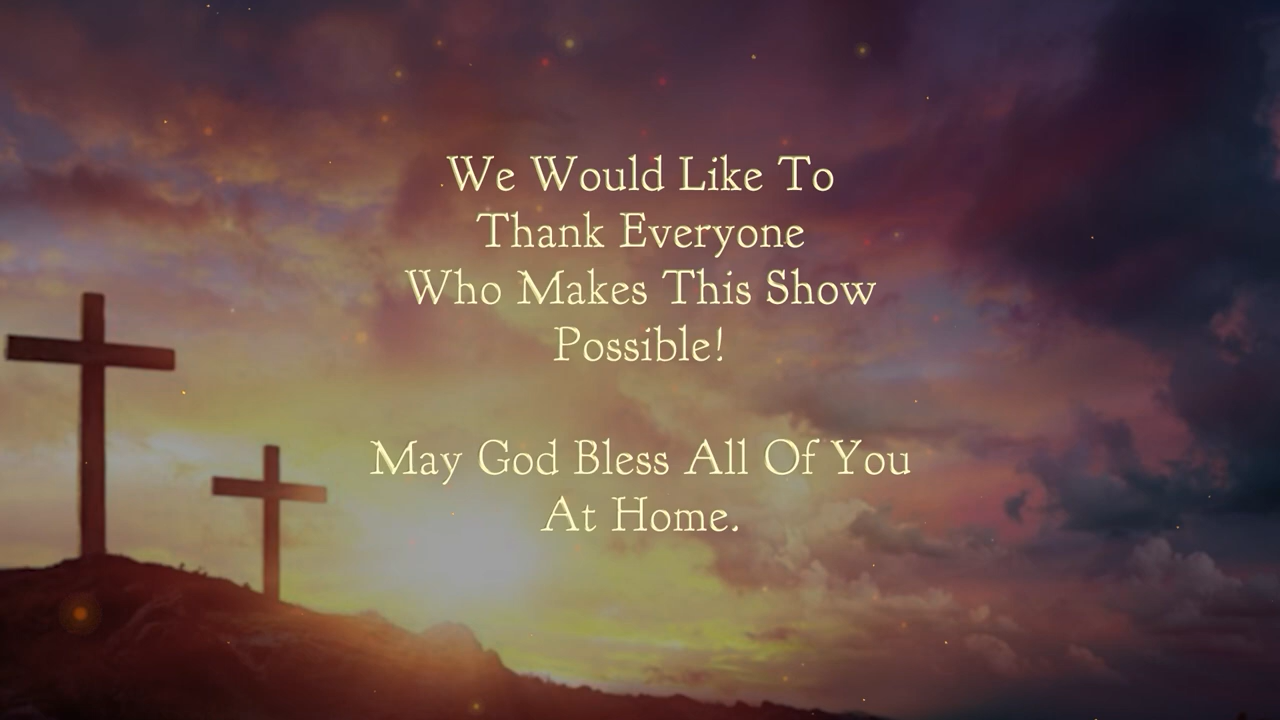 We Would Like To
Thank Everyone
Who Makes This Show
Possible!
May God Bless All Of You
At Home.